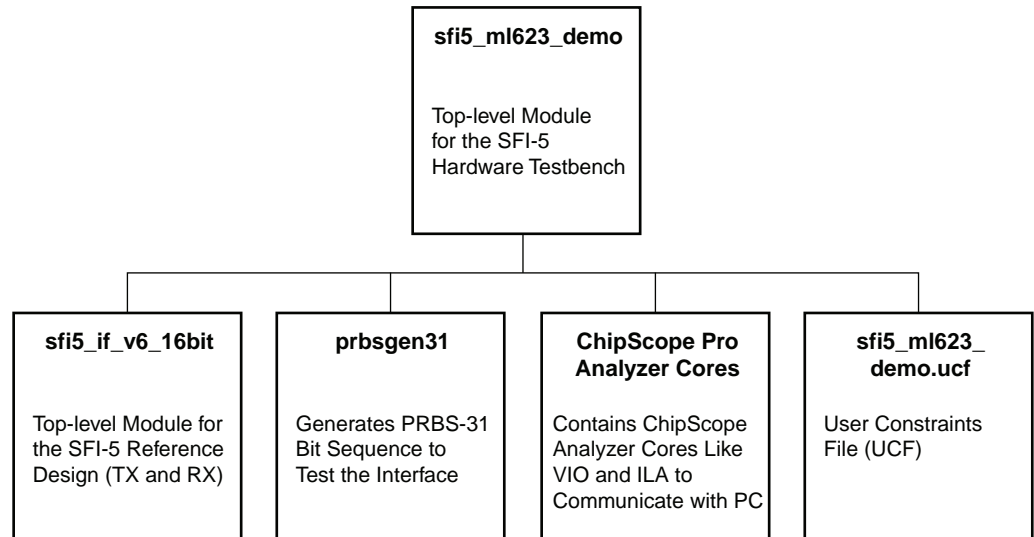 sfi5_ml623_demo
Top-level Module
for the SFI-5
Hardware Testbench
sfi5_if_v6_16bit
Top-level Module for
the SFI-5 Reference
Design (TX and RX)
prbsgen31
Generates PRBS-31
Bit Sequence to
Test the Interface
ChipScope Pro
Analyzer Cores
Contains ChipScope
Analyzer Cores Like
VIO and ILA to
Communicate with PC
sfi5_ml623_
demo.ucf
User Constraints
File (UCF)